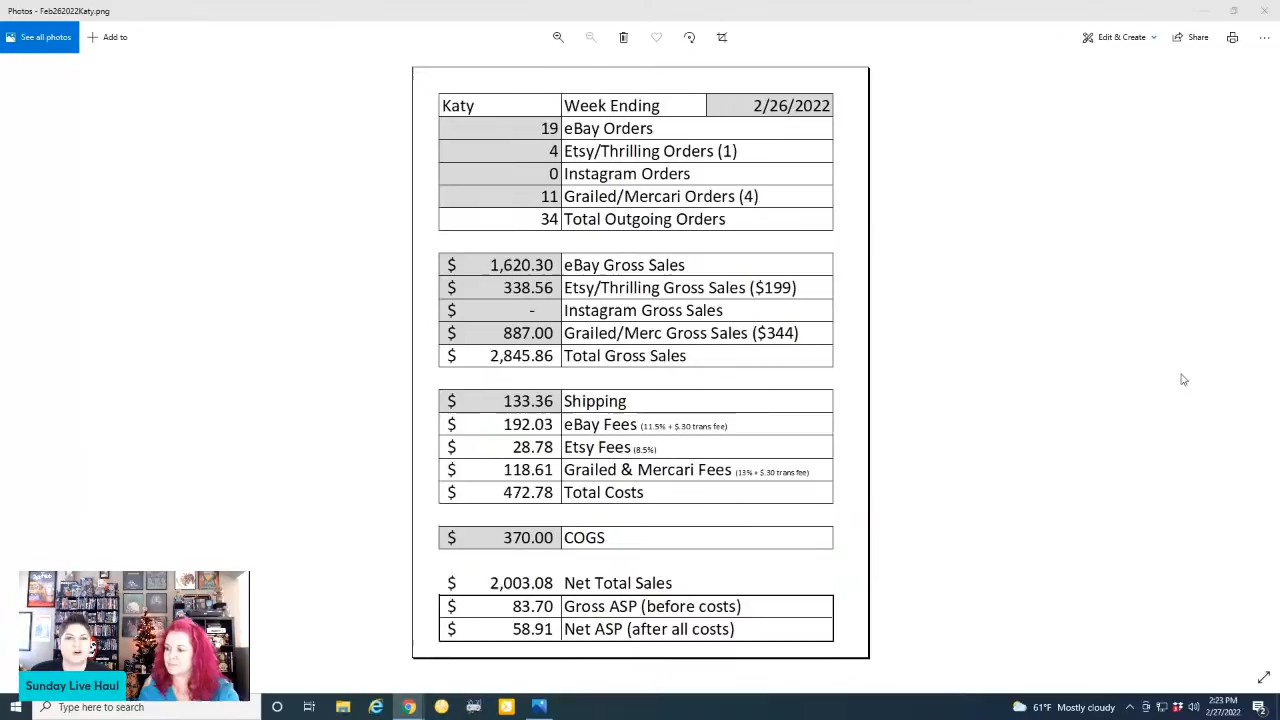 Photos - Feb262022Katy.png
See all photos
Add to
Edit & Create
Share
Katy Week Ending 2/26/2022
19 eBay Orders
4 Etsy/Thrilling Orders (1)
0 Instagram Orders
11 Grailed/Mercari Orders (4)
34 Total Outgoing Orders
$ 1,620.30 eBay Gross Sales
$ 338.56 Etsy/Thrilling Gross Sales ($199)
$ - Instagram Gross Sales
$ 887.00 Grailed/Merc Gross Sales ($344)
$ 2,845.86 Total Gross Sales
$ 133.36 Shipping
$ 192.03 eBay Fees (11.5% + $.30 trans fee)
$ 28.78 Etsy Fees (8.5%)
$ 118.61 Grailed & Mercari Fees (13% + $.30 trans fee)
$ 472.78 Total Costs
$ 370.00 COGS
$ 2,003.08 Net Total Sales
$ 83.70 Gross ASP (before costs)
$ 58.91 Net ASP (after all costs)
Sunday Live Haul
Type here to search
61°F Mostly cloudy
2:23 PM
2/27/2022
2